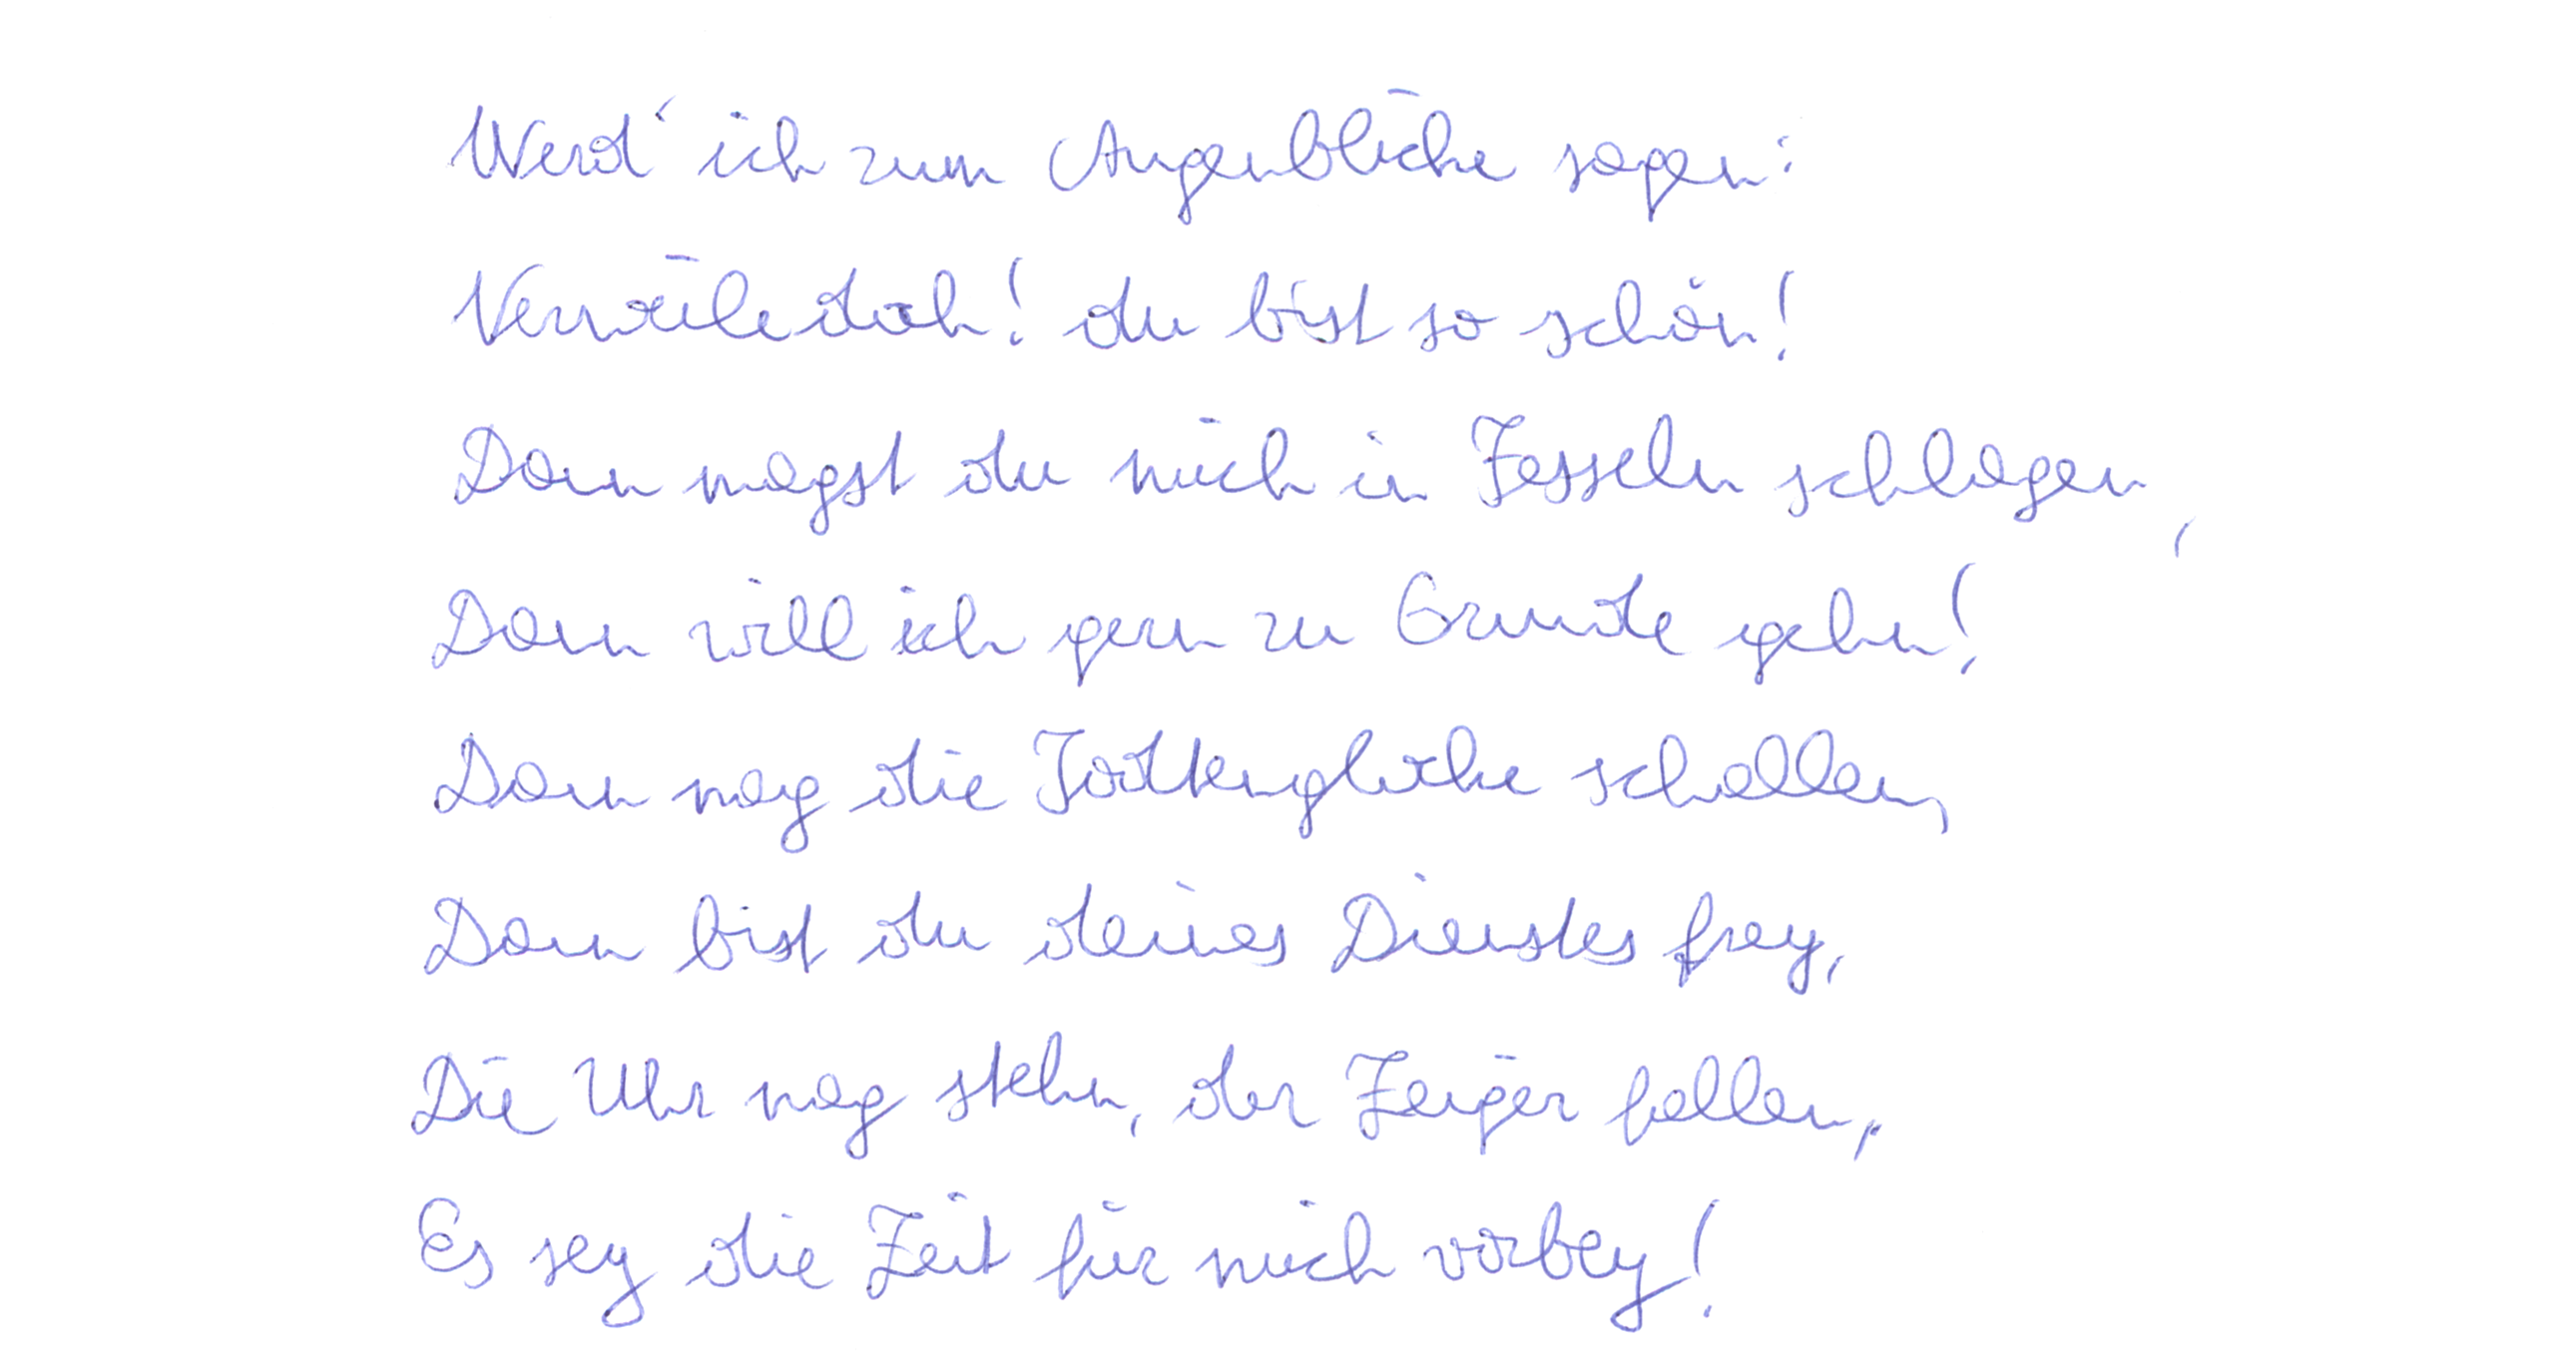 Werd' ich zum Augenblicke sagen:
Verweile doch! du bist so schön!
Dann magst du mich in Fesseln schlagen,
Dann will ich gern zu Grunde gehn!
Dann mag die Todtenglocke schallen,
Dann bist du deines Dienstes frey,
Die Uhr mag stehn, der Zeiger fallen,
Es sey die Zeit für mich vorbey!